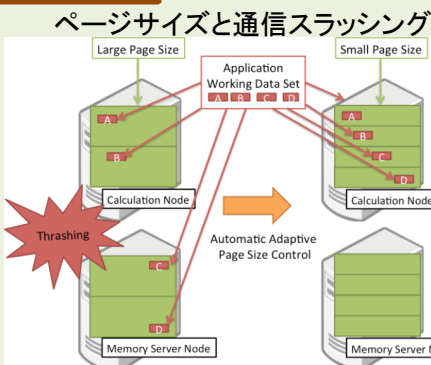 ページサイズと通信スラッシング
Large Page Size
Small Page Size
Application
Working Data Set
A B C D
A
B
A
B
C
D
Calculation Node
Calculation Node
Thrashing
Automatic Adaptive
Page Size Control
C
D
Memory Server Node
Memory Server